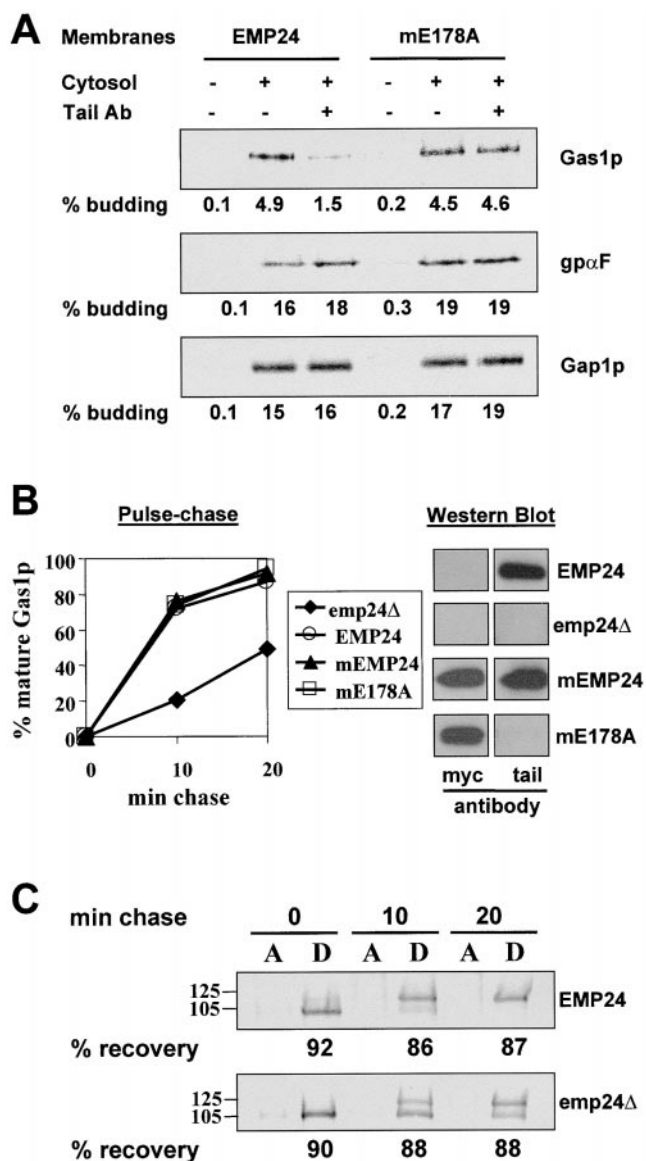 A
Membranes EMP24 mE178A
Cytosol - + + - + +
Tail Ab - - + - - +
Gas1p
% budding 0.1 4.9 1.5 0.2 4.5 4.6
gpαF
% budding 0.1 16 18 0.3 19 19
Gap1p
% budding 0.1 15 16 0.2 17 19
B
Pulse-chase
% mature Gas1p
100
80
60
40
20
0
0 10 20
min chase
emp24Δ
EMP24
mEMP24
mE178A
Western Blot
EMP24
emp24Δ
mEMP24
mE178A
myc tail
antibody
C
min chase 0 10 20
A D A D A D
125
105
EMP24
% recovery 92 86 87
125
105
emp24Δ
% recovery 90 88 88